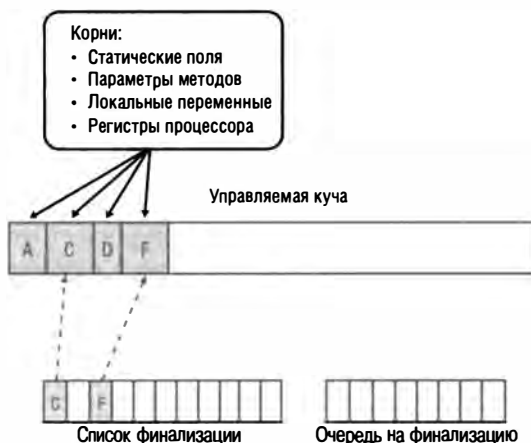 Корни:
• Статические поля
• Параметры методов
• Локальные переменные
• Регистры процессора
Управляемая куча
A C D F
C F
Список финализации Очередь на финализацию